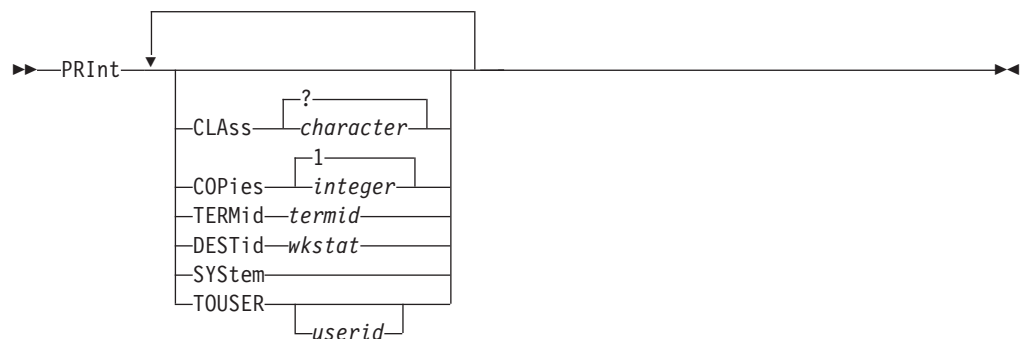 PRInt
?
CLAss character
1
COPies integer
TERMid termid
DESTid wkstat
SYStem
TOUSER
userid